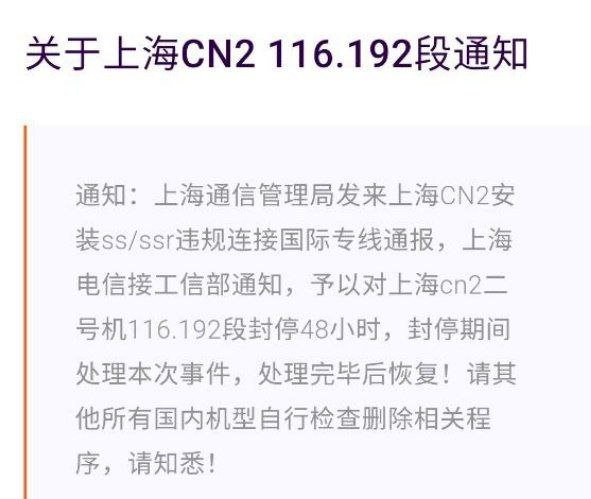 关于上海CN2 116.192段通知
通知：上海通信管理局发来上海CN2安
装ss/ssr违规连接国际专线通报，上海
电信接工信部通知，予以对上海cn2二
号机116.192段封停48小时，封停期间
处理本次事件，处理完毕后恢复！请其
他所有国内机型自行检查删除相关程
序，请知悉！